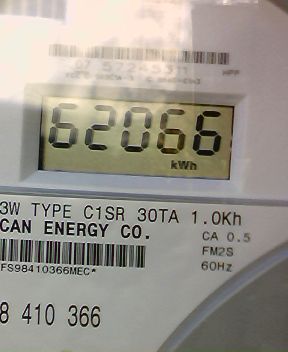 62066
kWh
3W TYPE C1SR 30TA 1.0Kh
CAN ENERGY CO.
CA 0.5
FM2S
60Hz
FS98410366MEC*
8 410 366